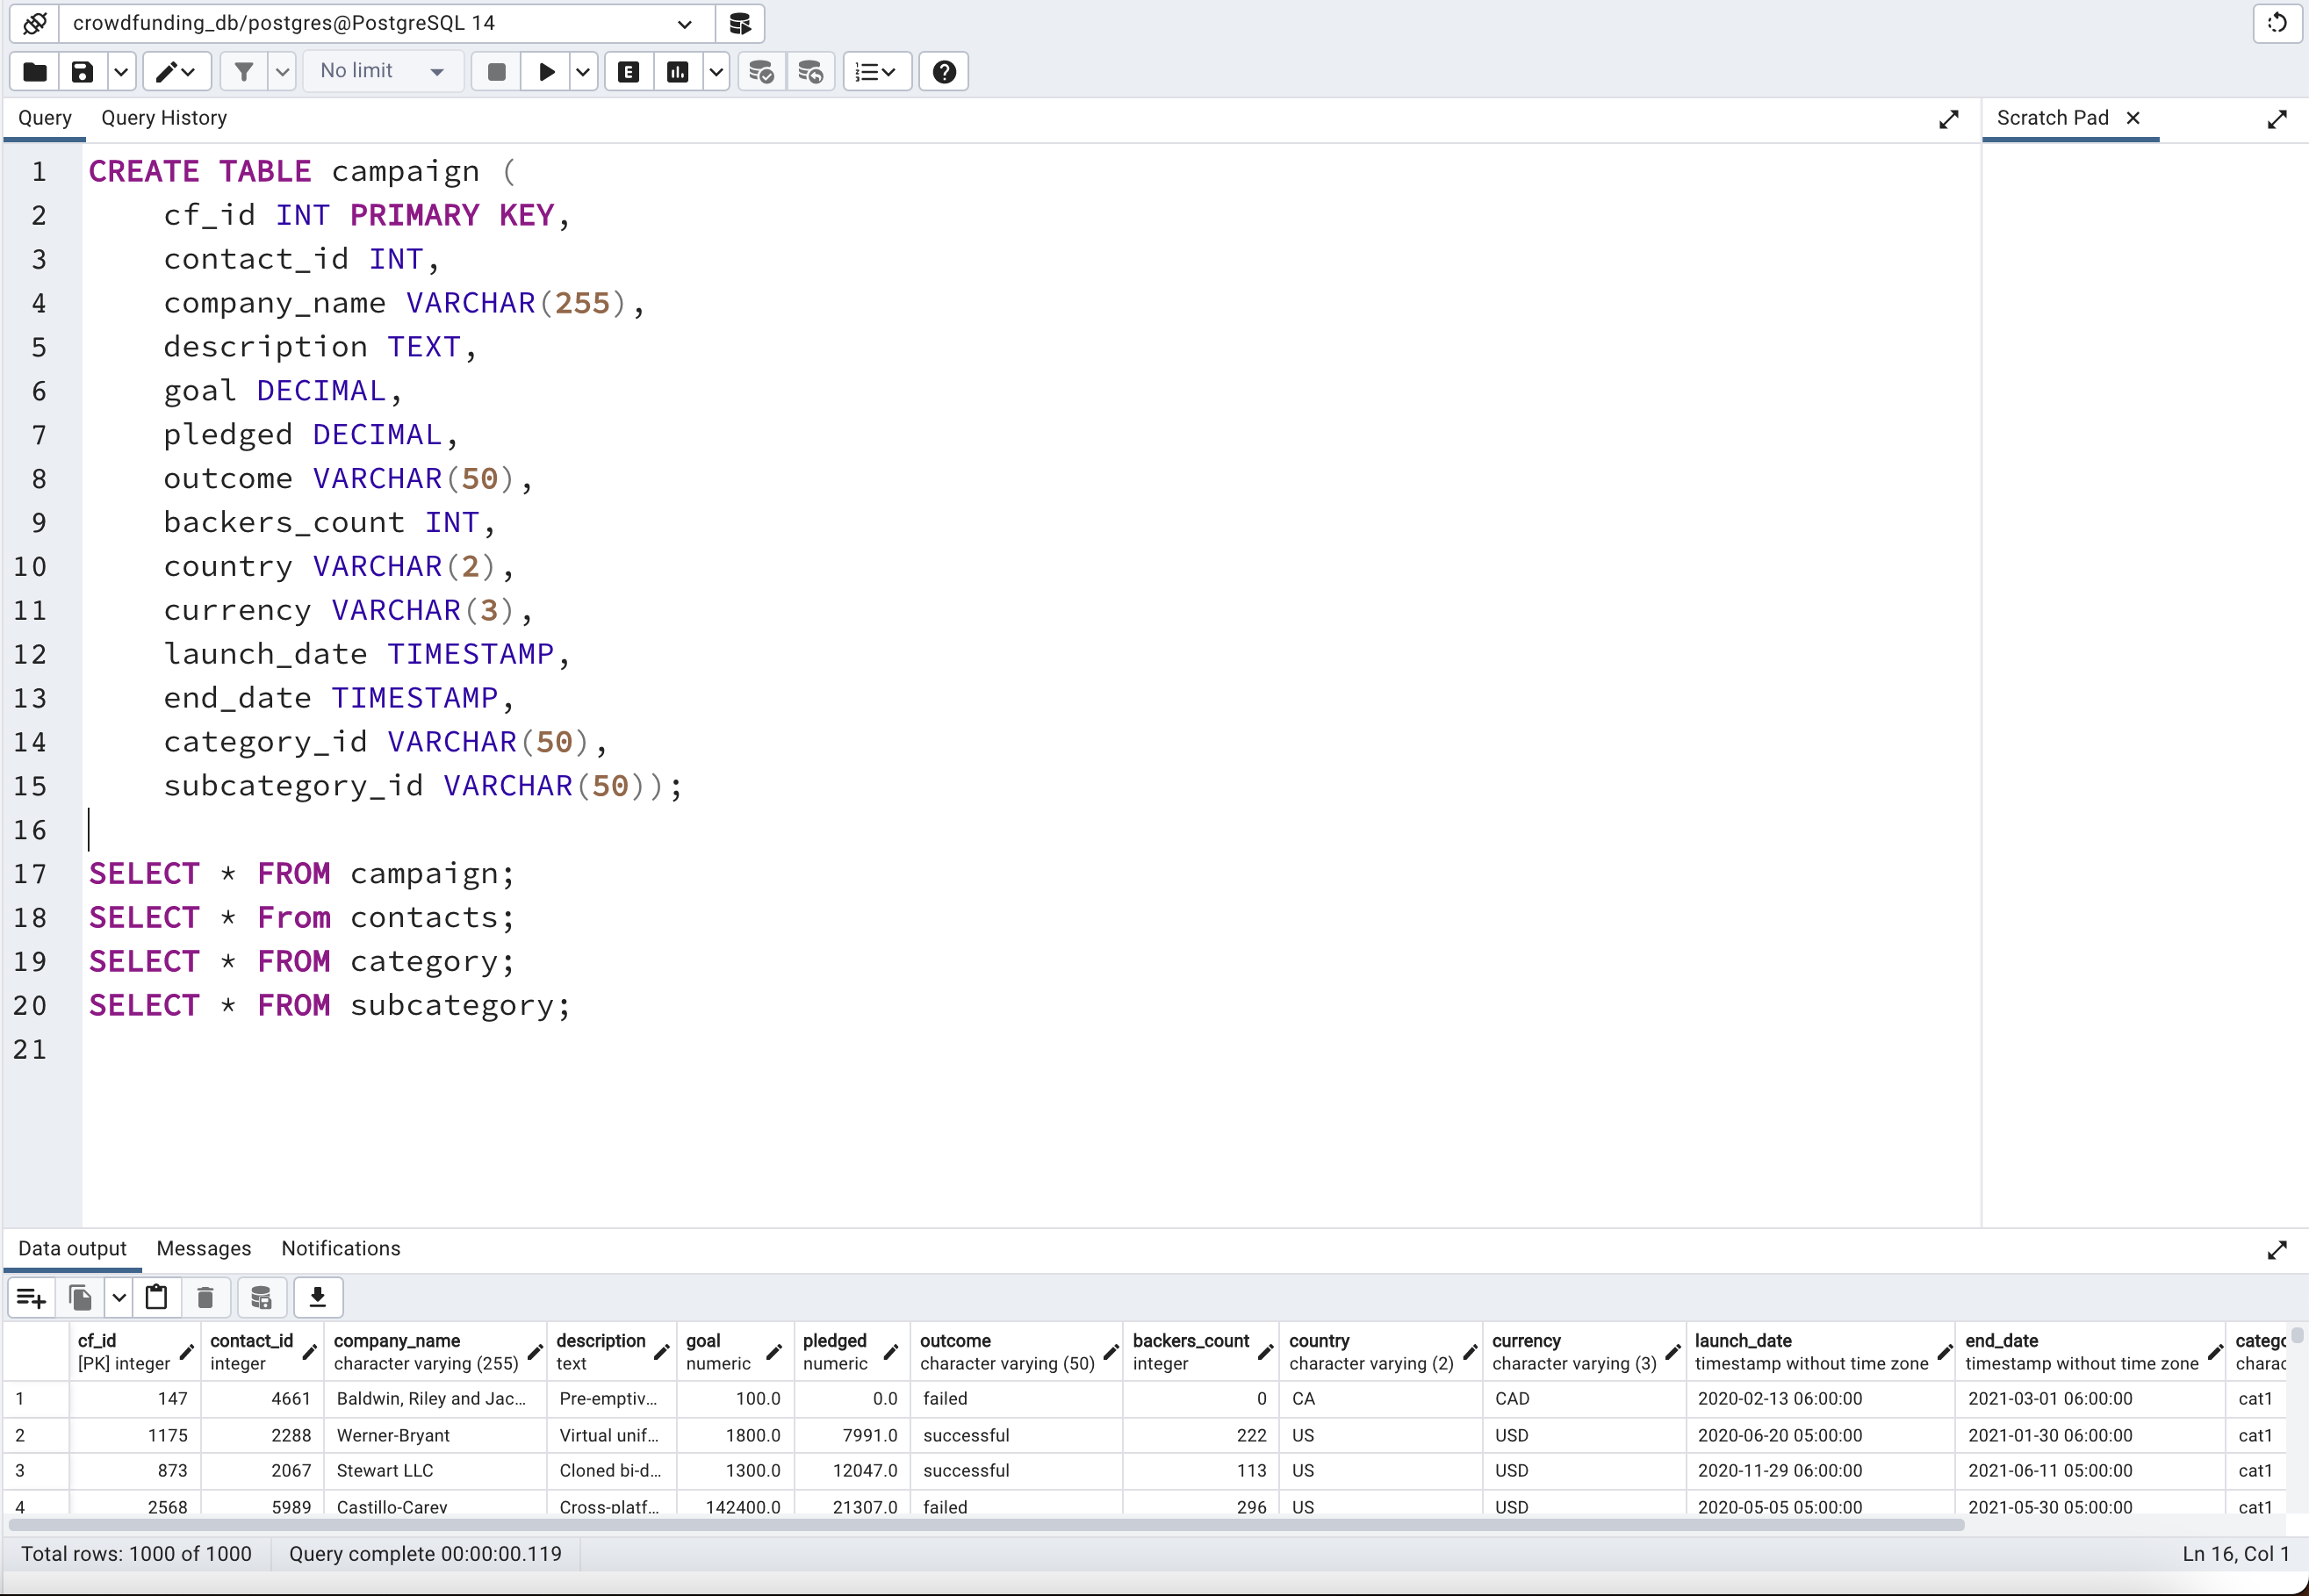 crowdfunding_db/postgres@PostgreSQL 14
No limit
E
Query Query History Scratch Pad
1 CREATE TABLE campaign (
2 cf_id INT PRIMARY KEY,
3 contact_id INT,
4 company_name VARCHAR(255),
5 description TEXT,
6 goal DECIMAL,
7 pledged DECIMAL,
8 outcome VARCHAR(50),
9 backers_count INT,
10 country VARCHAR(2),
11 currency VARCHAR(3),
12 launch_date TIMESTAMP,
13 end_date TIMESTAMP,
14 category_id VARCHAR(50),
15 subcategory_id VARCHAR(50));
16
17 SELECT * FROM campaign;
18 SELECT * From contacts;
19 SELECT * FROM category;
20 SELECT * FROM subcategory;
21
Data output Messages Notifications
cf_id contact_id company_name description goal pledged outcome backers_count country currency launch_date end_date catego
[PK] integer integer character varying (255) text numeric numeric character varying (50) integer character varying (2) character varying (3) timestamp without time zone timestamp without time zone charac
1 147 4661 Baldwin, Riley and Jac... Pre-emptiv... 100.0 0.0 failed 0 CA CAD 2020-02-13 06:00:00 2021-03-01 06:00:00 cat1
2 1175 2288 Werner-Bryant Virtual unif... 1800.0 7991.0 successful 222 US USD 2020-06-20 05:00:00 2021-01-30 06:00:00 cat1
3 873 2067 Stewart LLC Cloned bi-d... 1300.0 12047.0 successful 113 US USD 2020-11-29 06:00:00 2021-06-11 05:00:00 cat1
4 2568 5989 Castillo-Carey Cross-platf... 142400.0 21307.0 failed 296 US USD 2020-05-05 05:00:00 2021-05-30 05:00:00 cat1
Total rows: 1000 of 1000 Query complete 00:00:00.119 Ln 16, Col 1